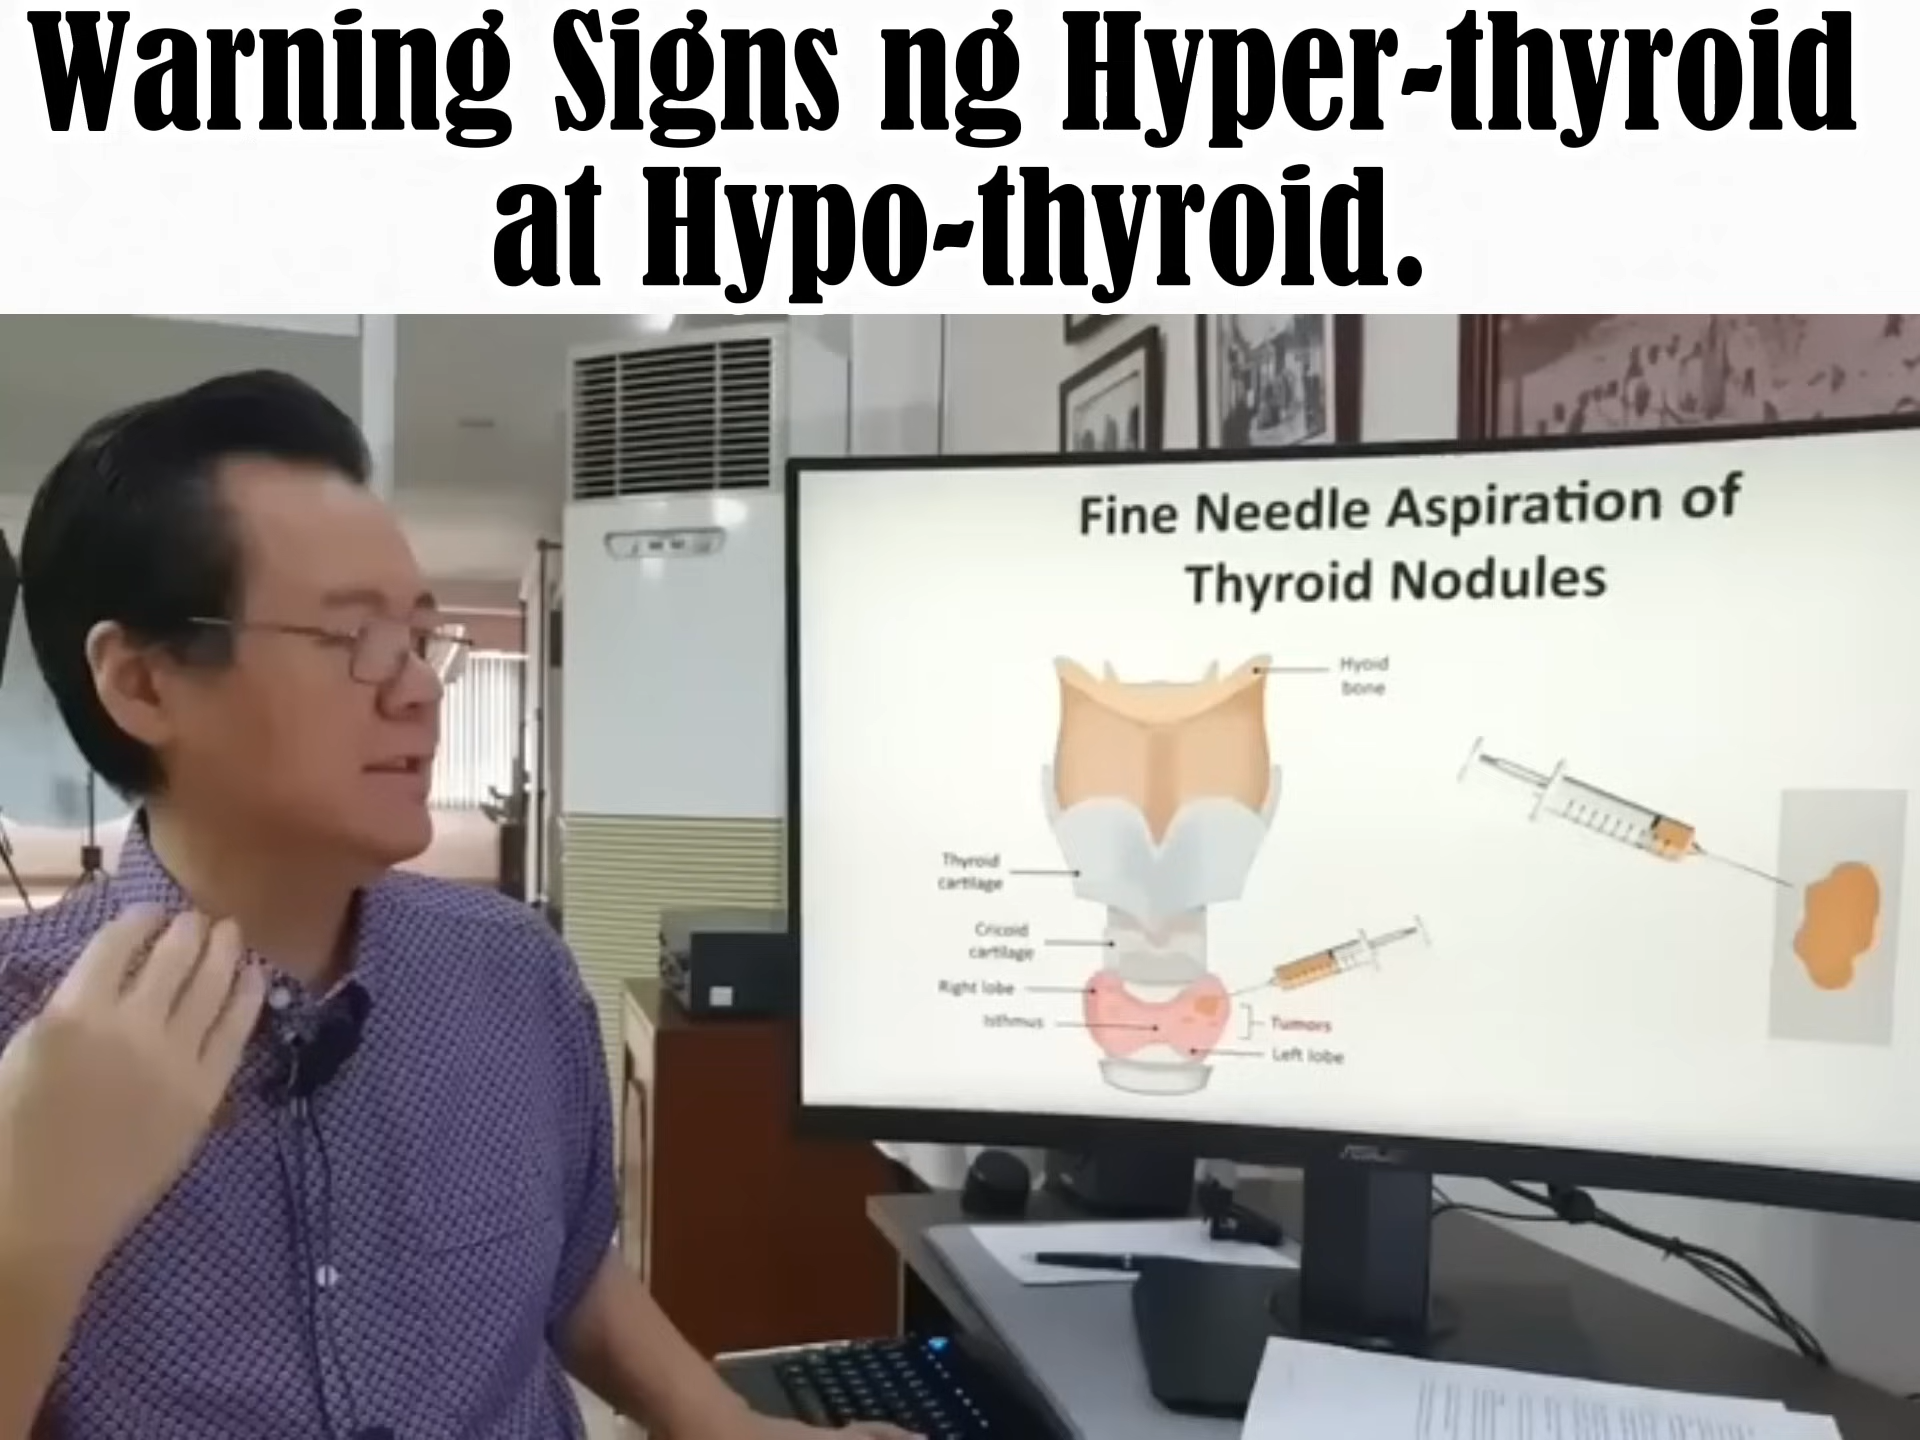 Warning Signs ng Hyper-thyroid
at Hypo-thyroid.
Fine Needle Aspiration of
Thyroid Nodules
Hyoid
bone
Thyroid
cartilage
Cricoid
cartilage
Right lobe
Isthmus
Tumors
Left lobe